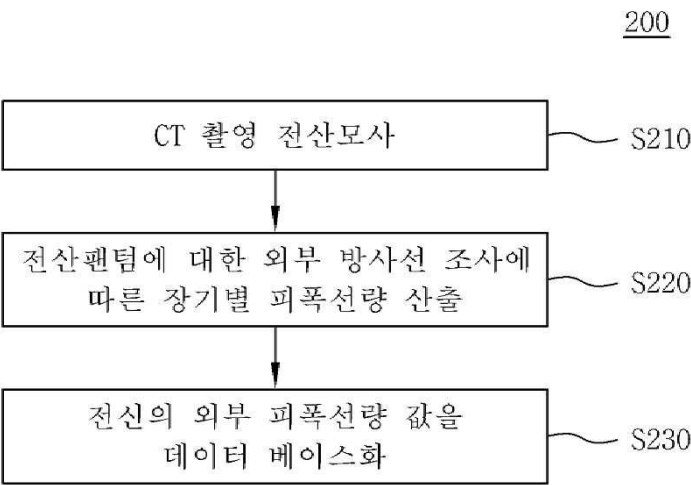 200
CT 촬영 전산모사
S210
전산팬텀에 대한 외부 방사선 조사에
따른 장기별 피폭선량 산출
S220
전신의 외부 피폭선량 값을
데이터 베이스화
S230